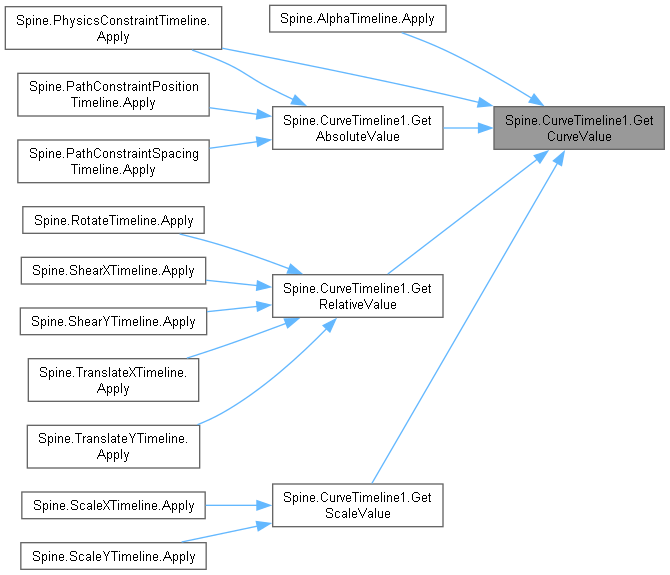 Spine.PhysicsConstraintTimeline.
Apply
Spine.AlphaTimeline.Apply
Spine.PathConstraintPosition
Timeline.Apply
Spine.CurveTimeline1.Get
AbsoluteValue
Spine.CurveTimeline1.Get
CurveValue
Spine.PathConstraintSpacing
Timeline.Apply
Spine.RotateTimeline.Apply
Spine.ShearXTimeline.Apply
Spine.CurveTimeline1.Get
RelativeValue
Spine.ShearYTimeline.Apply
Spine.TranslateXTimeline.
Apply
Spine.TranslateYTimeline.
Apply
Spine.ScaleXTimeline.Apply
Spine.CurveTimeline1.Get
ScaleValue
Spine.ScaleYTimeline.Apply